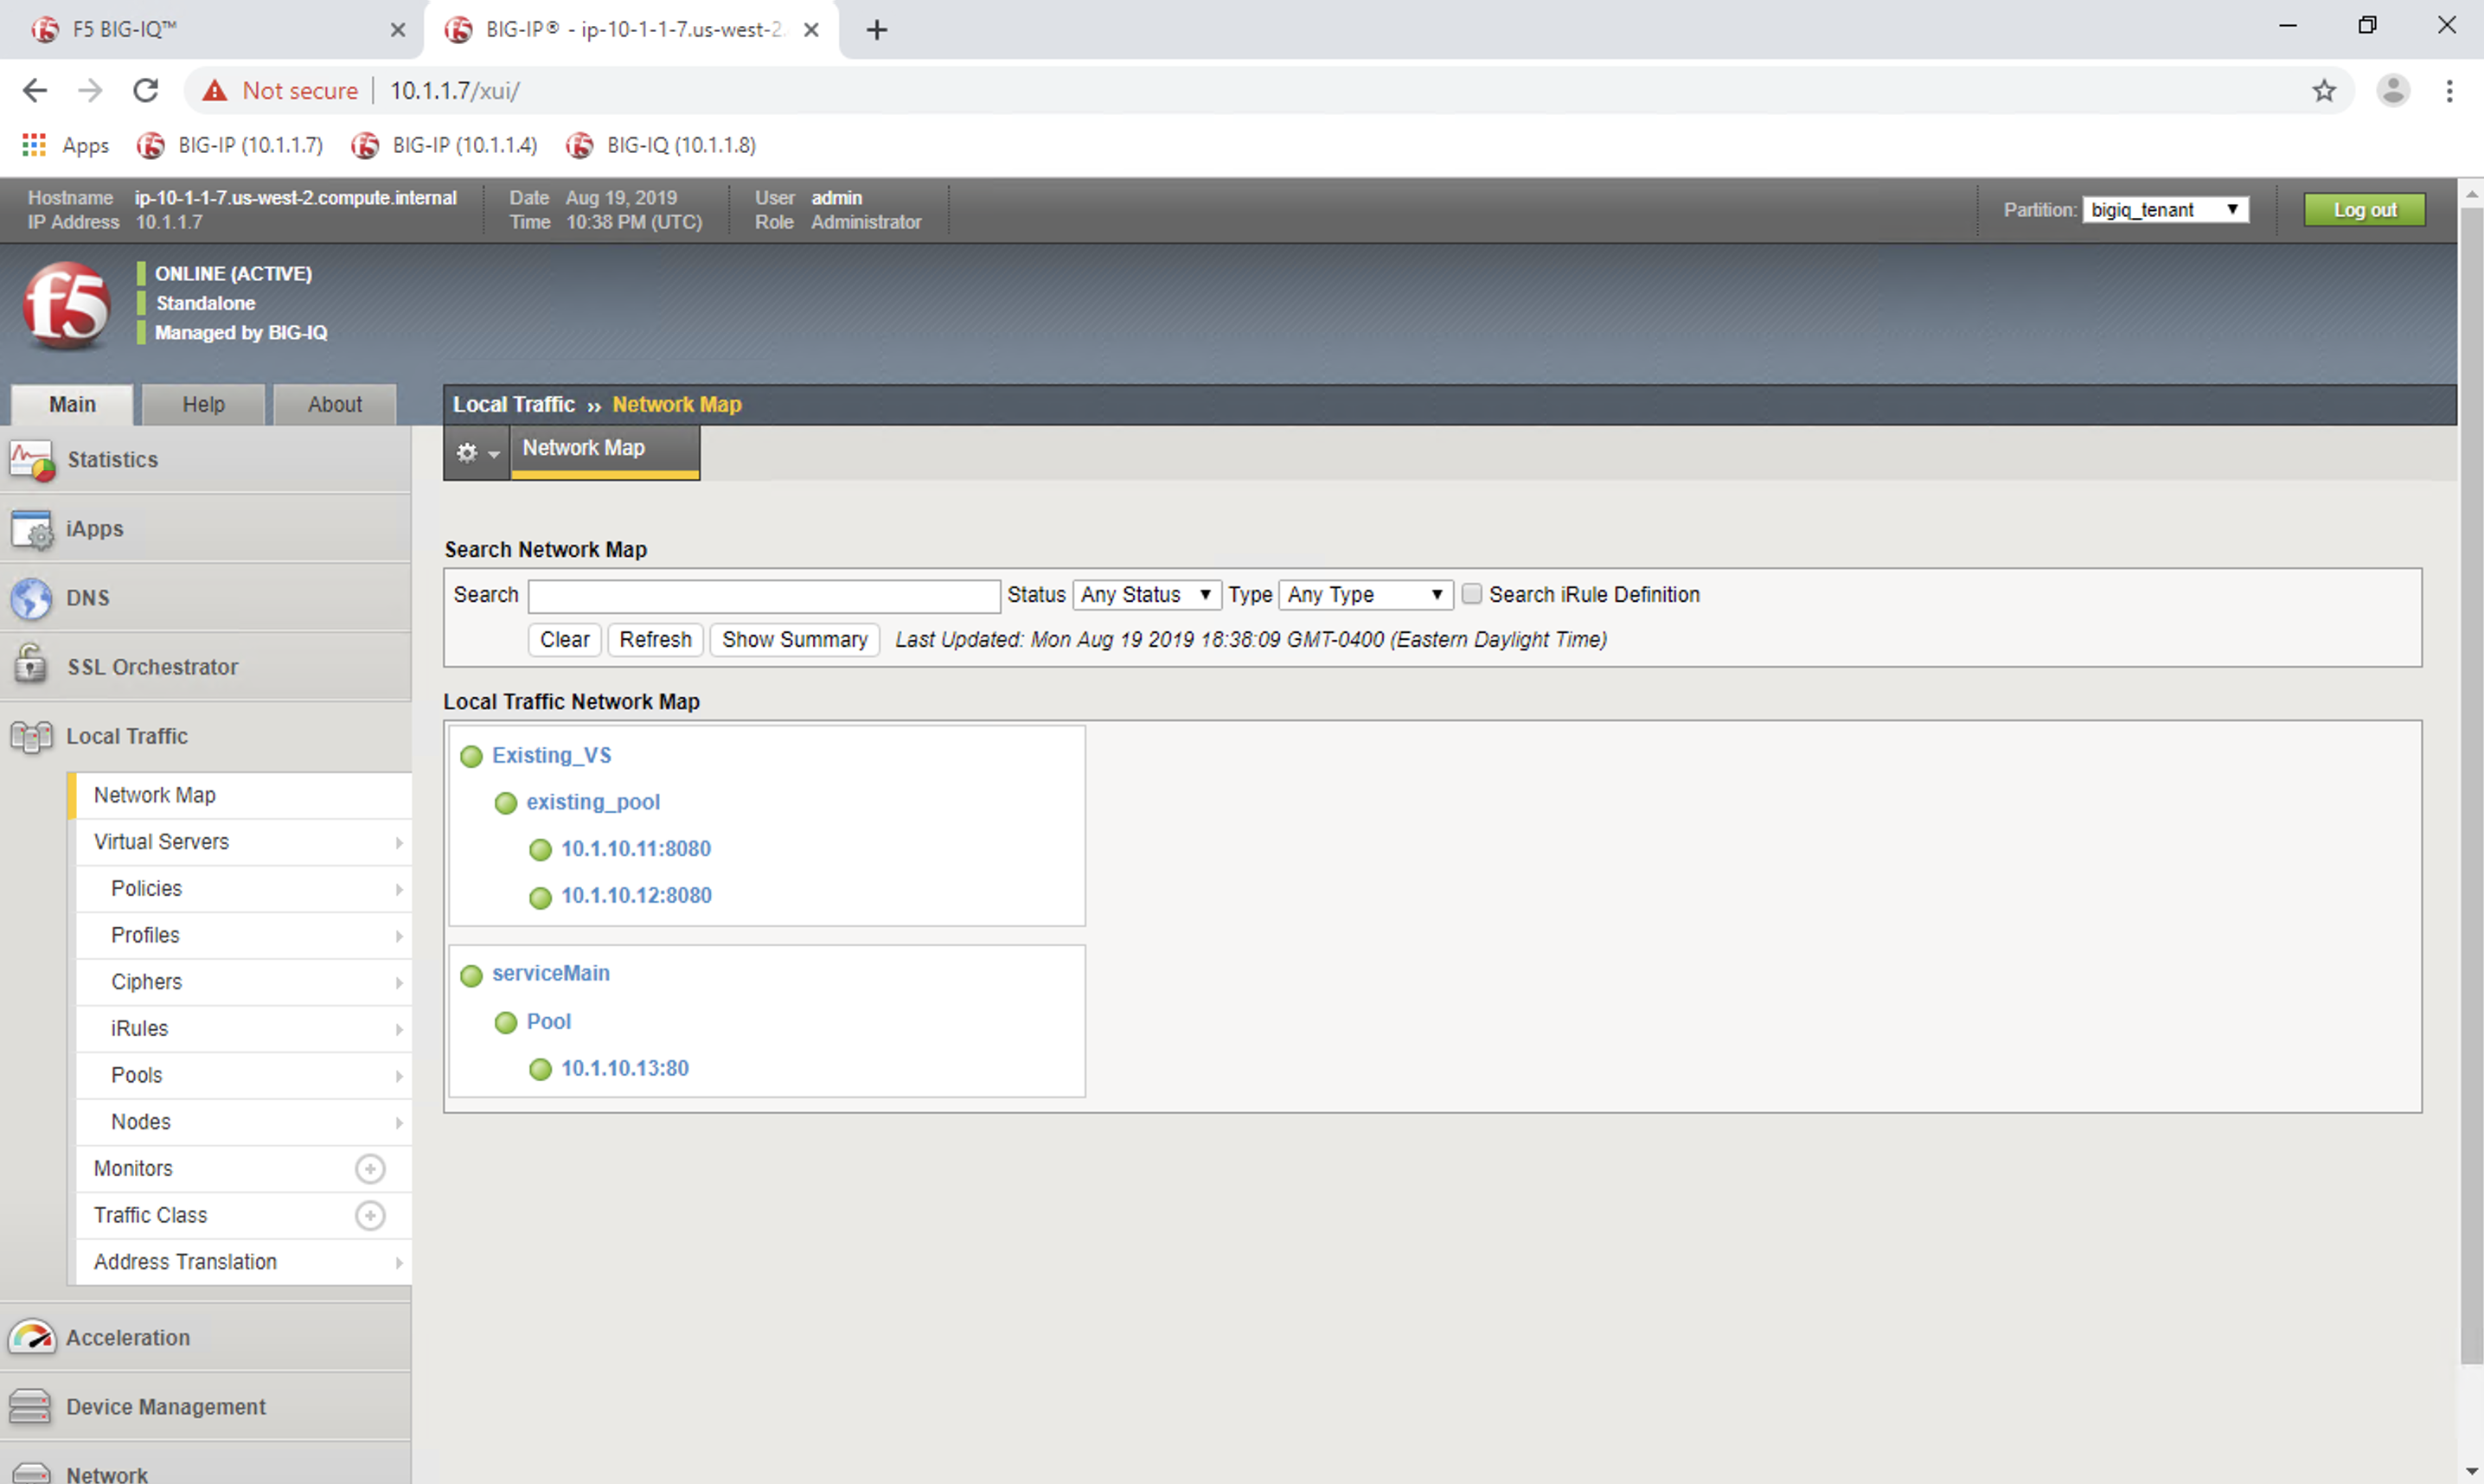 F5 BIG-IQ™
BIG-IP® - ip-10-1-1-7.us-west-2.
Not secure
10.1.1.7/xui/
Apps
BIG-IP (10.1.1.7)
BIG-IP (10.1.1.4)
BIG-IQ (10.1.1.8)
Hostname ip-10-1-1-7.us-west-2.compute.internal
IP Address 10.1.1.7
Date Aug 19, 2019
Time 10:38 PM (UTC)
User admin
Role Administrator
Partition: bigiq_tenant
Log out
f5
ONLINE (ACTIVE)
Standalone
Managed by BIG-IQ
Main
Help
About
Local Traffic ›› Network Map
Network Map
Statistics
iApps
DNS
SSL Orchestrator
Local Traffic
Network Map
Virtual Servers
Policies
Profiles
Ciphers
iRules
Pools
Nodes
Monitors
Traffic Class
Address Translation
Acceleration
Device Management
Network
Search Network Map
Search Status Any Status Type Any Type Search iRule Definition
Clear Refresh Show Summary Last Updated: Mon Aug 19 2019 18:38:09 GMT-0400 (Eastern Daylight Time)
Local Traffic Network Map
Existing_VS
existing_pool
10.1.10.11:8080
10.1.10.12:8080
serviceMain
Pool
10.1.10.13:80